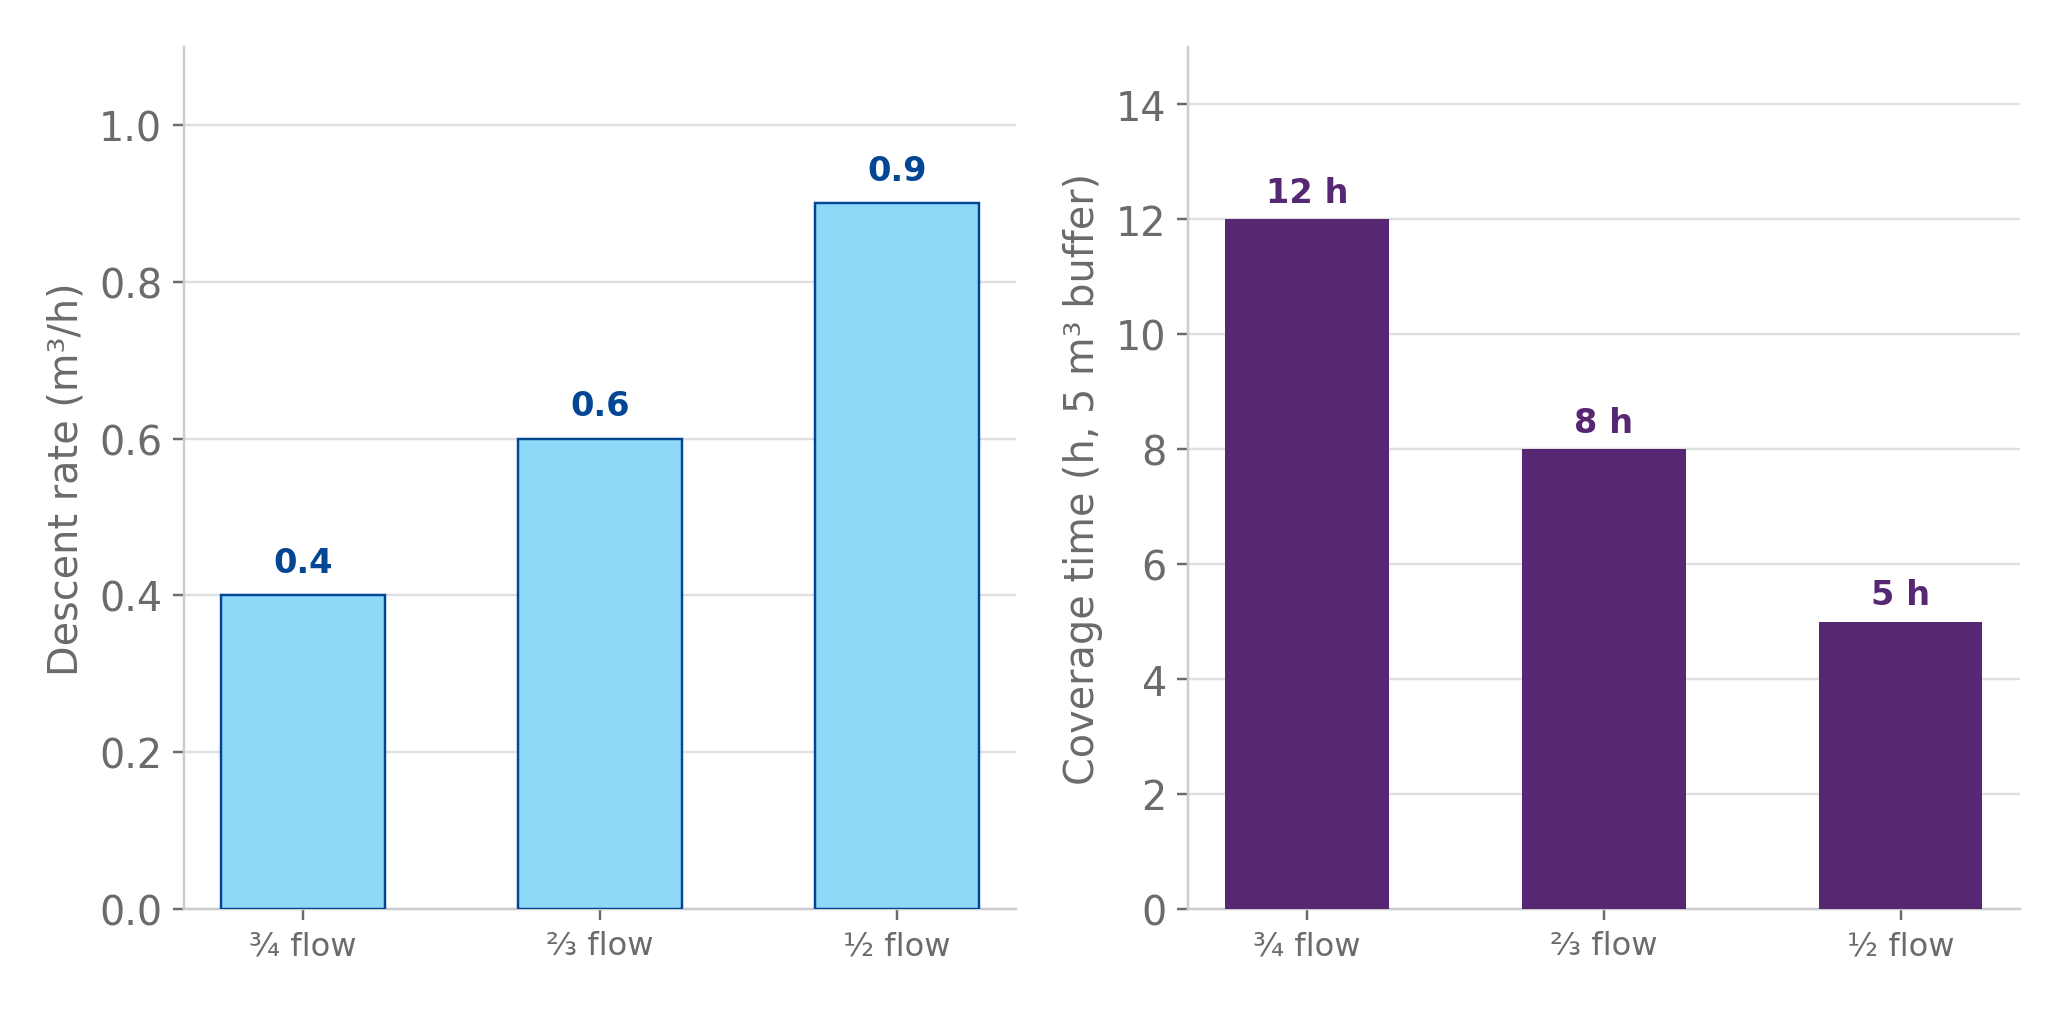 Descent rate (m³/h)
1.0
0.8
0.6
0.4
0.2
0.0
0.4
0.6
0.9
¾ flow
⅔ flow
½ flow
Coverage time (h, 5 m³ buffer)
14
12
10
8
6
4
2
0
12 h
8 h
5 h
¾ flow
⅔ flow
½ flow